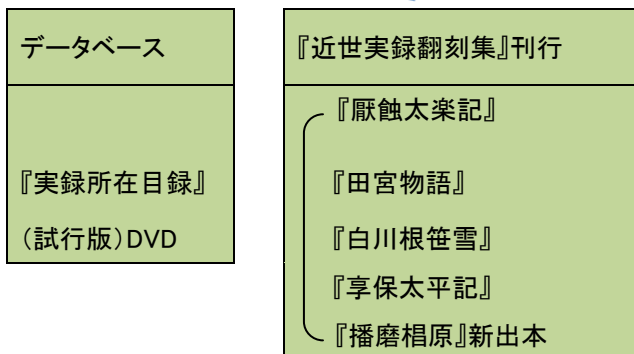 データベース
『実録所在目録』
（試行版）DVD
『近世実録翻刻集』刊行
『厭蝕太楽記』
『田宮物語』
『白川根笹雪』
『享保太平記』
『播磨椙原』新出本